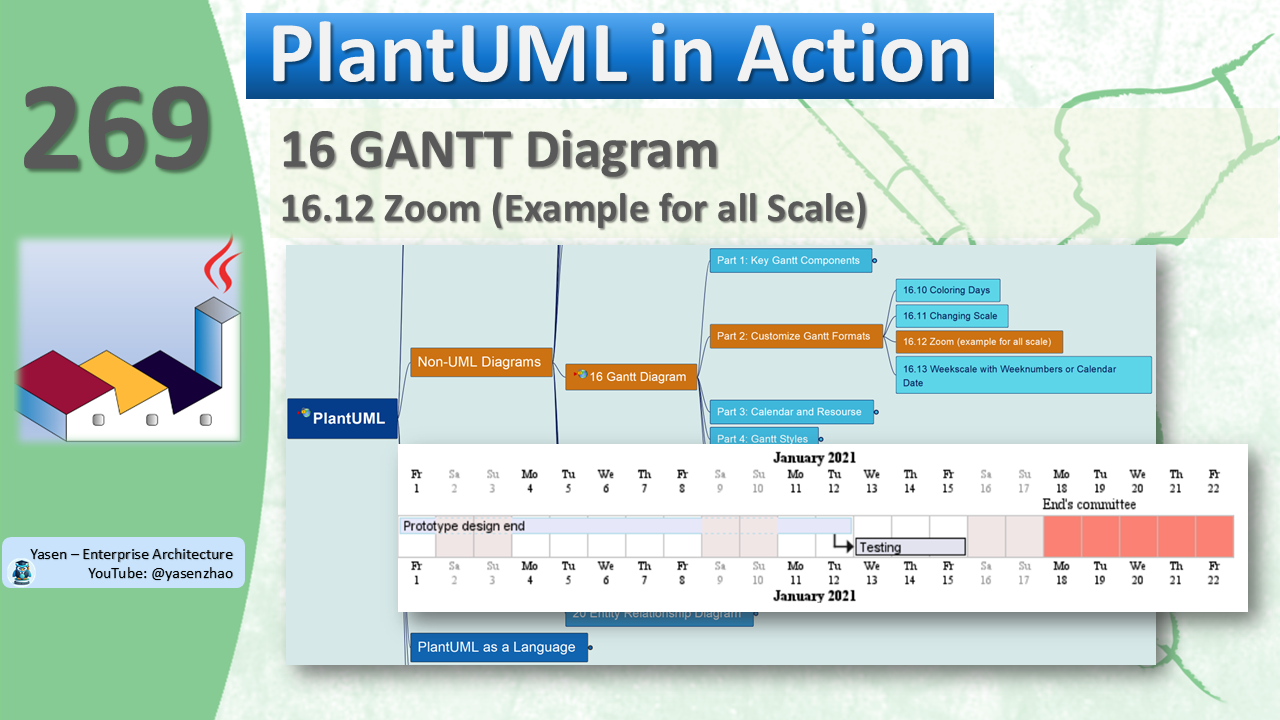 PlantUML in Action
269
16 GANTT Diagram
16.12 Zoom (Example for all Scale)
Part 1: Key Gantt Components
16.10 Coloring Days
16.11 Changing Scale
Part 2: Customize Gantt Formats
16.12 Zoom (example for all scale)
Non-UML Diagrams
16 Gantt Diagram
16.13 Weekscale with Weeknumbers or Calendar
Date
PlantUML
Part 3: Calendar and Resourse
Part 4: Gantt Styles
January 2021
Fr Sa Su Mo Tu We Th Fr Sa Su Mo Tu We Th Fr Sa Su Mo Tu We Th Fr
1 2 3 4 5 6 7 8 9 10 11 12 13 14 15 16 17 18 19 20 21 22
End's committee
Prototype design end
Testing
Fr Sa Su Mo Tu We Th Fr Sa Su Mo Tu We Th Fr Sa Su Mo Tu We Th Fr
1 2 3 4 5 6 7 8 9 10 11 12 13 14 15 16 17 18 19 20 21 22
January 2021
20 Entity Relationship Diagram
PlantUML as a Language
Yasen – Enterprise Architecture
YouTube: @yasenzhao